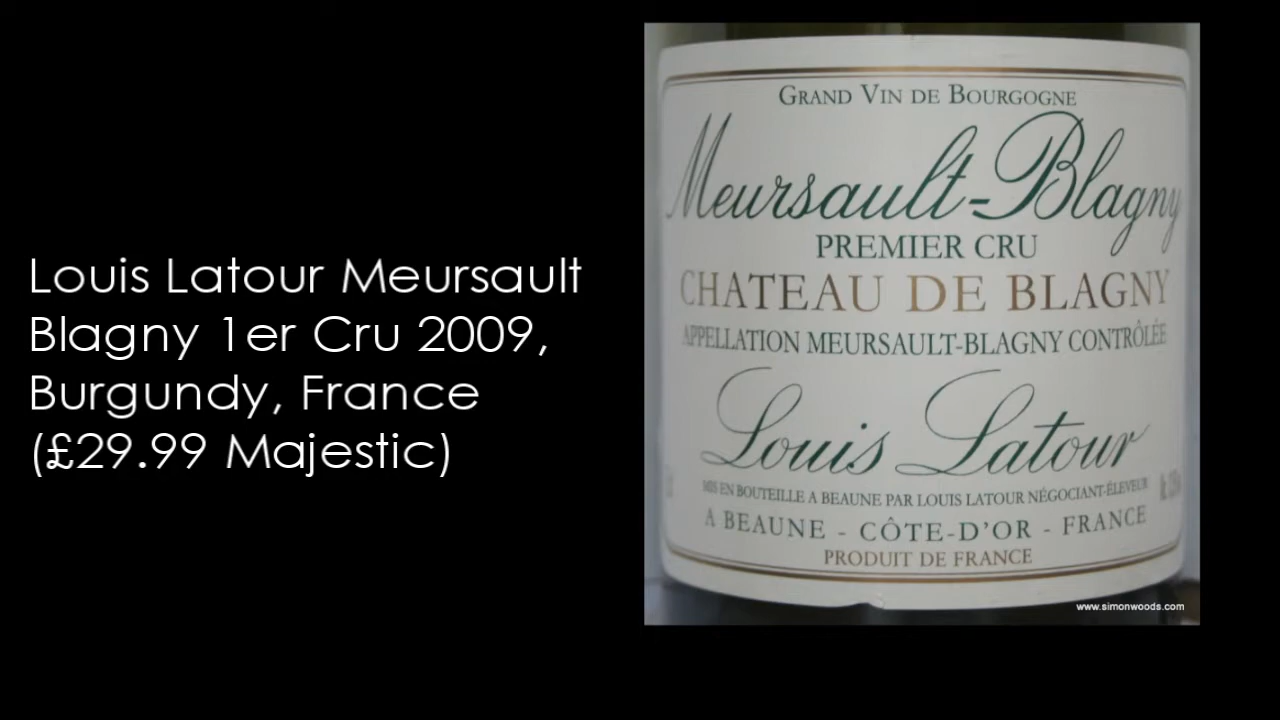 Louis Latour Meursault
Blagny 1er Cru 2009,
Burgundy, France
(£29.99 Majestic)
GRAND VIN DE BOURGOGNE
Meursault-Blagny
PREMIER CRU
CHATEAU DE BLAGNY
APPELLATION MEURSAULT-BLAGNY CONTRÔLÉE
Louis Latour
MIS EN BOUTEILLE A BEAUNE PAR LOUIS LATOUR NÉGOCIANT-ÉLEVEUR
A BEAUNE - CÔTE-D'OR - FRANCE
PRODUIT DE FRANCE
www.simonwoods.com